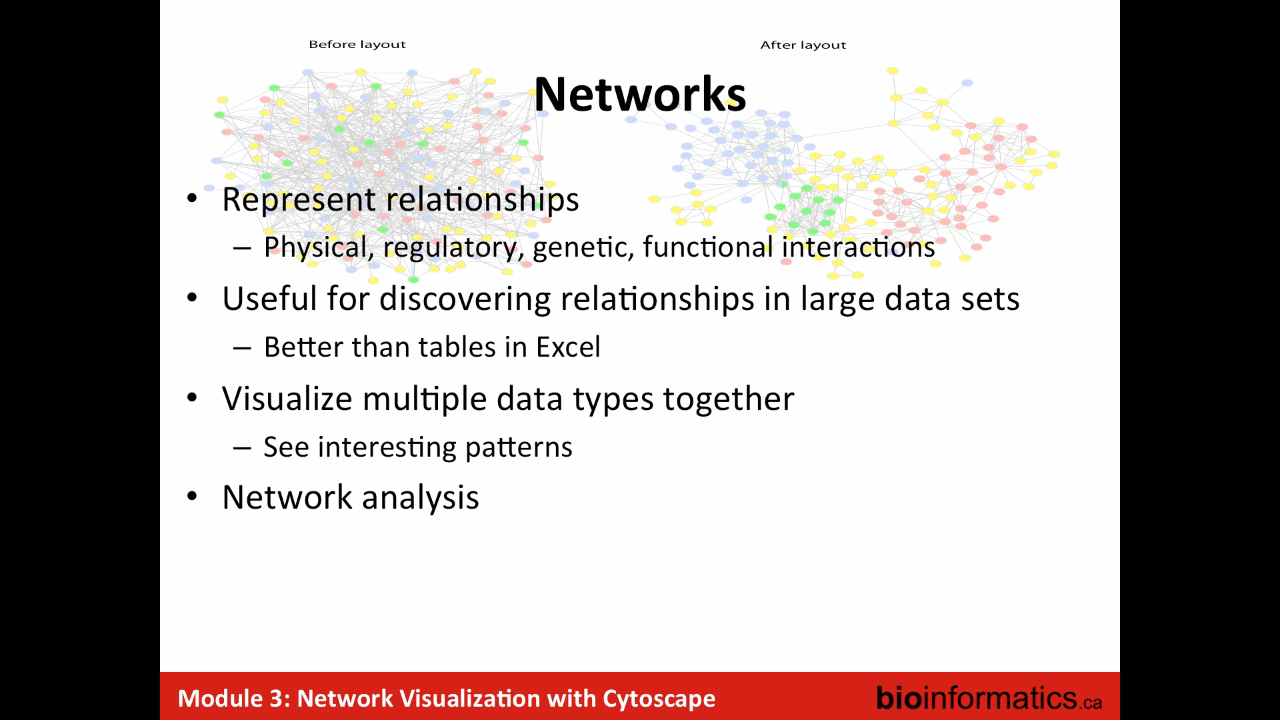 Before layout
After layout
Networks
• Represent relationships
– Physical, regulatory, genetic, functional interactions
• Useful for discovering relationships in large data sets
– Better than tables in Excel
• Visualize multiple data types together
– See interesting patterns
• Network analysis
Module 3: Network Visualization with Cytoscape
bioinformatics.ca